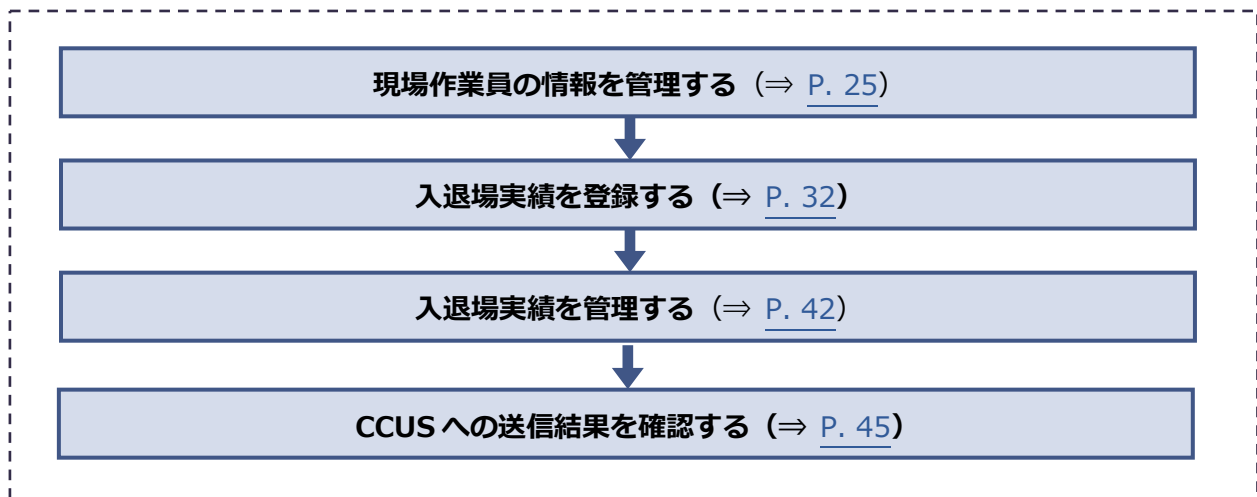 現場作業員の情報を管理する（⇒ P. 25）
入退場実績を登録する（⇒ P. 32）
入退場実績を管理する（⇒ P. 42）
CCUS への送信結果を確認する（⇒ P. 45）